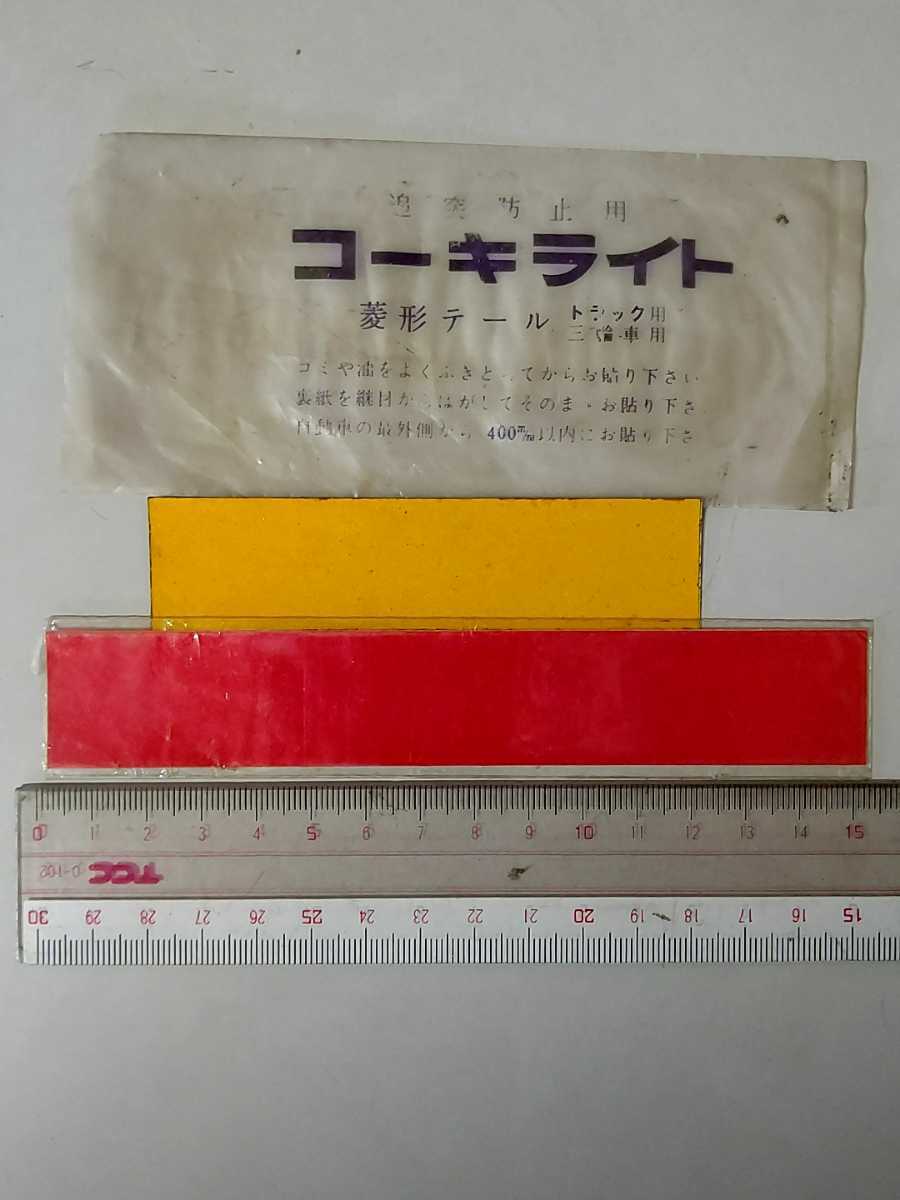 追突防止用
コーキライト
菱形テール トラック用
三輪車用
ゴミや油をよくふきとってからお貼り下さい
裏紙を継目からはがしてそのまゝお貼り下さ
自動車の最外側から 400m/m以内にお貼り下さ
0 1 2 3 4 5 6 7 8 9 10 11 12 13 14 15
TCC D-102
30 29 28 27 26 25 24 23 22 21 20 19 18 17 16 15